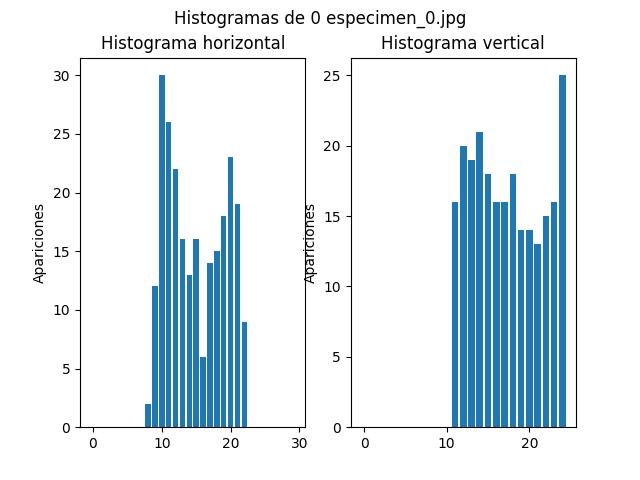 Histogramas de 0 especimen_0.jpg
Histograma horizontal
Histograma vertical
Apariciones
30
25
20
15
10
5
0
0 10 20 30
Apariciones
25
20
15
10
5
0
0 10 20